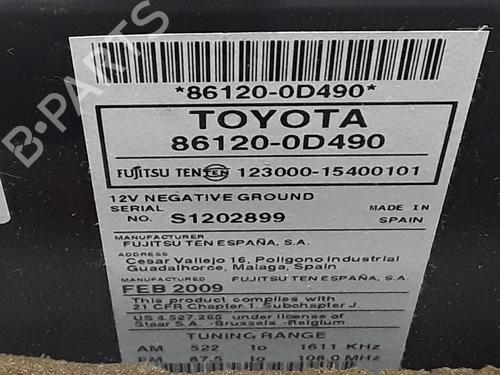 *86120-0D490*
TOYOTA
86120-0D490
FUJITSU TEN TEN 123000-15400101
12V NEGATIVE GROUND
SERIAL
NO. S1202899
MADE IN
SPAIN
MANUFACTURER
FUJITSU TEN ESPAÑA, S.A.
ADDRESS
Cesar Vallejo 16, Poligono Industrial
Guadalhorce, Malaga, Spain
MANUFACTURED FUJITSU TEN ESPAÑA, S.A.
FEB 2009
This product complies with
21 CFR Chapter 1, Subchapter J.
US 4.527.265 under license of
Staar S.A. -Brussels -Belgium
TUNING RANGE
AM 522 to 1611 KHz
FM 87.5 to 108.0 MHz
B-PARTS